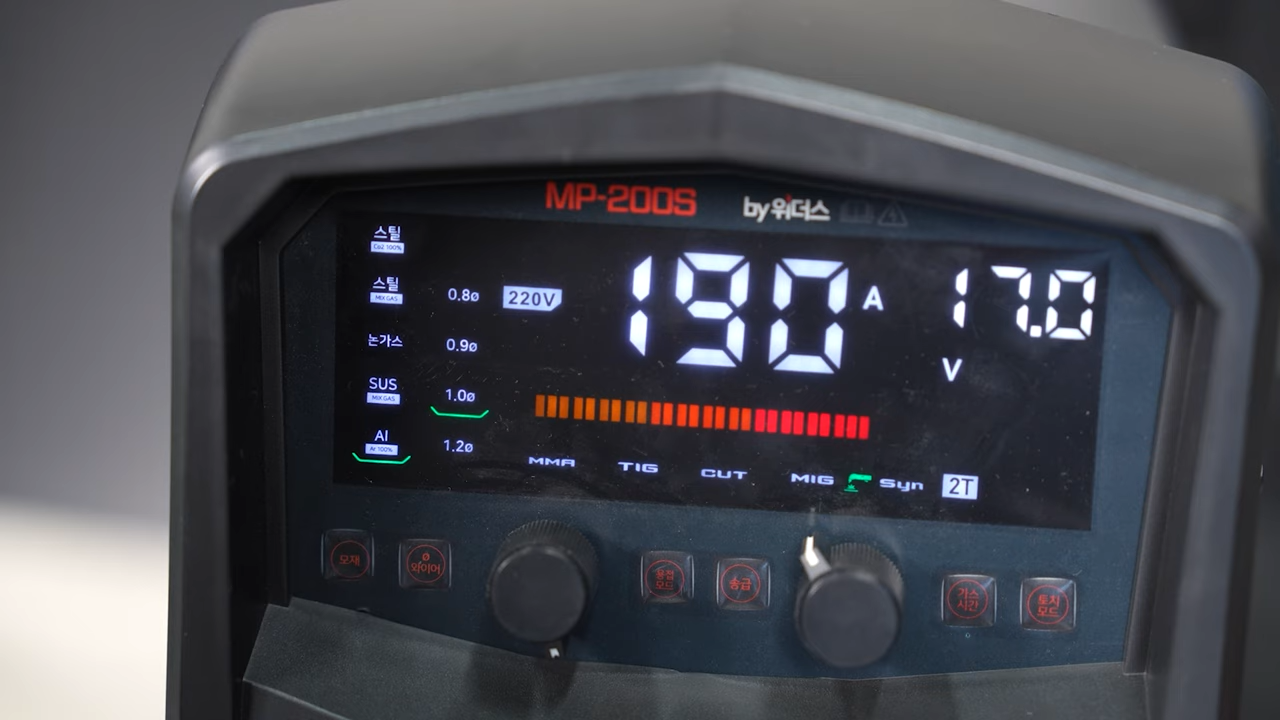 MP-200S by위더스
스틸
Co2 100%
스틸
MIX GAS
논가스
SUS
MIX GAS
Al
Ar 100%
0.8ø
0.9ø
1.0ø
1.2ø
220V
190 A
17.0
V
MMA TIG CUT MIG Syn 2T
모재
ø
와이어
용접
모드
송급
가스
시간
토치
모드